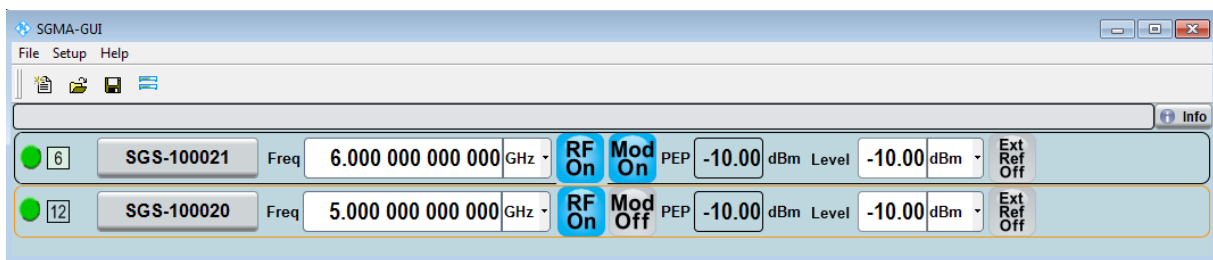 SGMA-GUI
File Setup Help
Info
6 SGS-100021 Freq 6.000 000 000 000 GHz RF On Mod On PEP -10.00 dBm Level -10.00 dBm Ext Ref Off
12 SGS-100020 Freq 5.000 000 000 000 GHz RF On Mod Off PEP -10.00 dBm Level -10.00 dBm Ext Ref Off